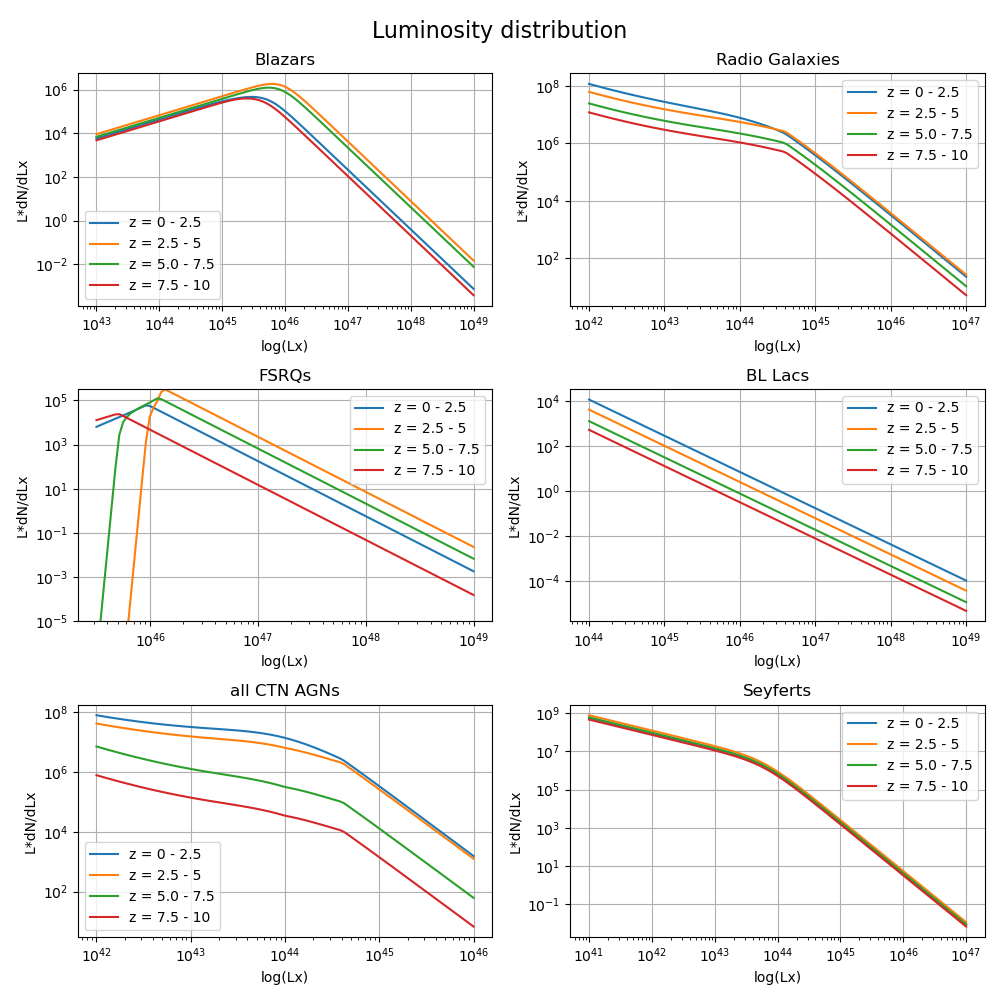 Luminosity distribution
Blazars
L*dN/dLx
10^6
10^4
10^2
10^0
10^−2
z = 0 - 2.5
z = 2.5 - 5
z = 5.0 - 7.5
z = 7.5 - 10
10^43 10^44 10^45 10^46 10^47 10^48 10^49
log(Lx)
Radio Galaxies
L*dN/dLx
10^8
10^6
10^4
10^2
z = 0 - 2.5
z = 2.5 - 5
z = 5.0 - 7.5
z = 7.5 - 10
10^42 10^43 10^44 10^45 10^46 10^47
log(Lx)
FSRQs
L*dN/dLx
10^5
10^3
10^1
10^−1
10^−3
10^−5
z = 0 - 2.5
z = 2.5 - 5
z = 5.0 - 7.5
z = 7.5 - 10
10^46 10^47 10^48 10^49
log(Lx)
BL Lacs
L*dN/dLx
10^4
10^2
10^0
10^−2
10^−4
z = 0 - 2.5
z = 2.5 - 5
z = 5.0 - 7.5
z = 7.5 - 10
10^44 10^45 10^46 10^47 10^48 10^49
log(Lx)
all CTN AGNs
L*dN/dLx
10^8
10^6
10^4
10^2
z = 0 - 2.5
z = 2.5 - 5
z = 5.0 - 7.5
z = 7.5 - 10
10^42 10^43 10^44 10^45 10^46
log(Lx)
Seyferts
L*dN/dLx
10^9
10^7
10^5
10^3
10^1
10^−1
z = 0 - 2.5
z = 2.5 - 5
z = 5.0 - 7.5
z = 7.5 - 10
10^41 10^42 10^43 10^44 10^45 10^46 10^47
log(Lx)